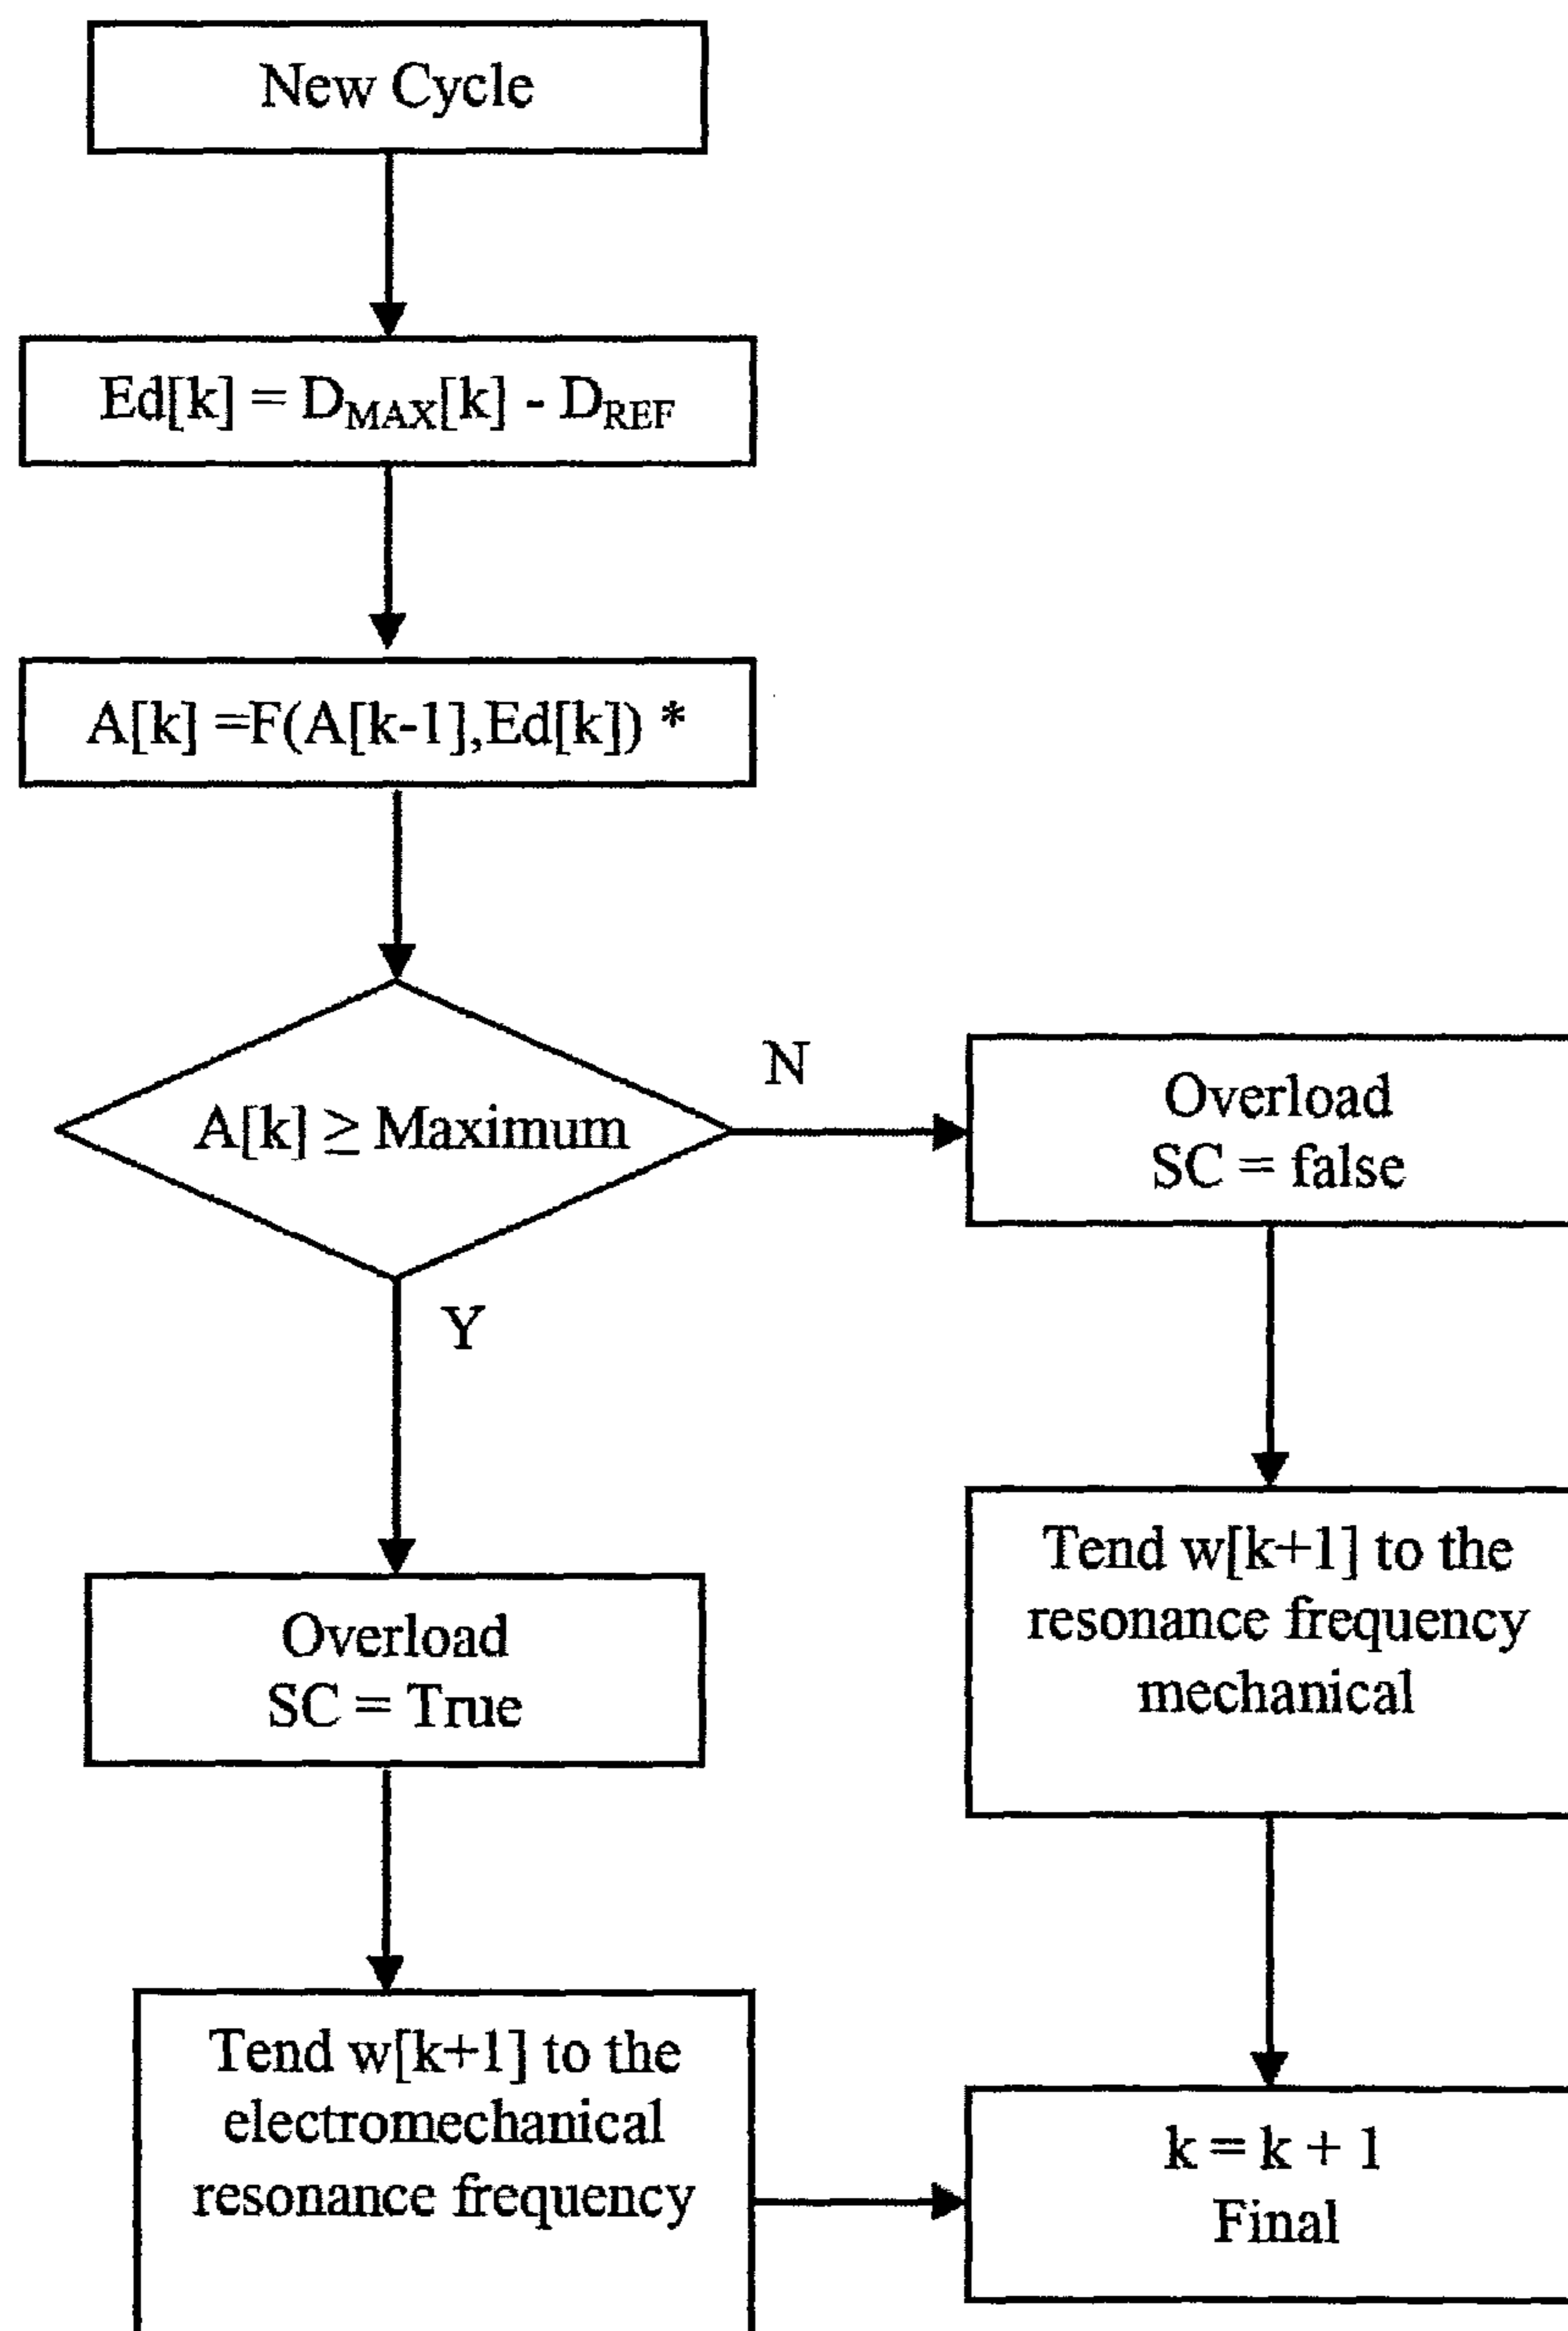 New Cycle
Ed[k] = DMAX[k] - DREF
A[k] =F(A[k-1],Ed[k]) *
A[k] ≥ Maximum
N
Overload
SC = false
Y
Tend w[k+1] to the
resonance frequency
mechanical
Overload
SC = True
Tend w[k+1] to the
electromechanical
resonance frequency
k = k + 1
Final